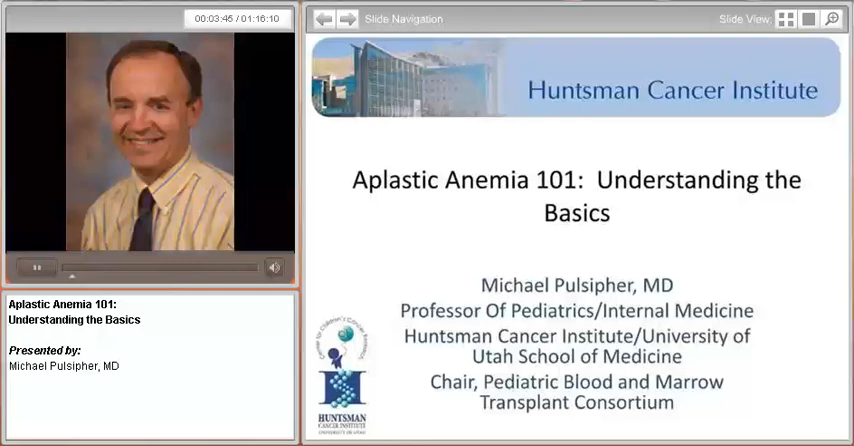 00:03:45 / 01:16:10
Slide Navigation
Slide View:
Huntsman Cancer Institute
Aplastic Anemia 101:  Understanding the
Basics
Michael Pulsipher, MD
Professor Of Pediatrics/Internal Medicine
Huntsman Cancer Institute/University of
Utah School of Medicine
Chair, Pediatric Blood and Marrow
Transplant Consortium
HUNTSMAN
CANCER INSTITUTE
UNIVERSITY OF UTAH
Aplastic Anemia 101:
Understanding the Basics
Presented by:
Michael Pulsipher, MD